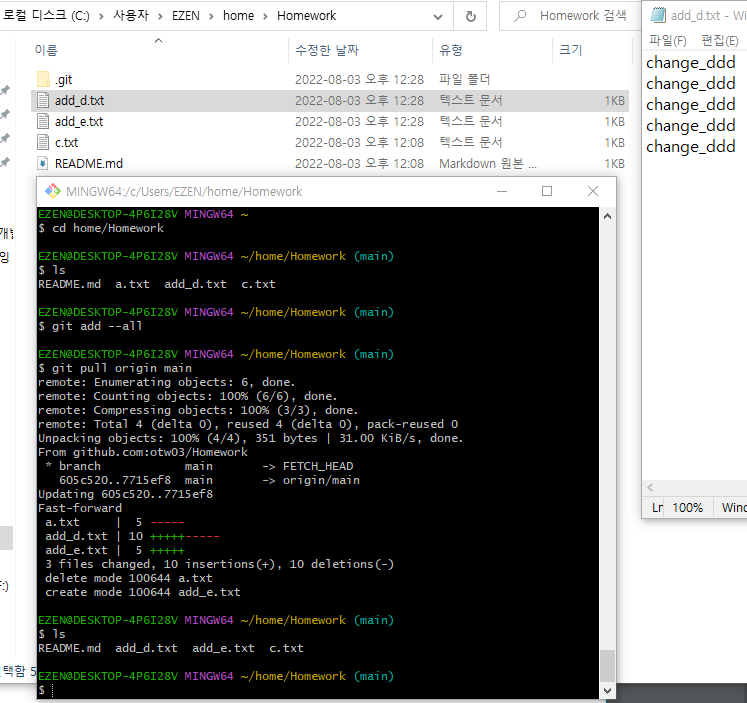 로컬 디스크 (C:) > 사용자 > EZEN > home > Homework
Homework 검색
이름 수정한 날짜 유형 크기
.git 2022-08-03 오후 12:28 파일 폴더
add_d.txt 2022-08-03 오후 12:28 텍스트 문서 1KB
add_e.txt 2022-08-03 오후 12:28 텍스트 문서 1KB
c.txt 2022-08-03 오후 12:08 텍스트 문서 1KB
README.md 2022-08-03 오후 12:08 Markdown 원본 ... 1KB
add_d.txt - Wi
파일(F) 편집(E)
change_ddd
change_ddd
change_ddd
change_ddd
change_ddd
Ln 100% Wind
MINGW64:/c/Users/EZEN/home/Homework
EZEN@DESKTOP-4P6I28V MINGW64 ~
$ cd home/Homework
EZEN@DESKTOP-4P6I28V MINGW64 ~/home/Homework (main)
$ ls
README.md  a.txt  add_d.txt  c.txt
EZEN@DESKTOP-4P6I28V MINGW64 ~/home/Homework (main)
$ git add --all
EZEN@DESKTOP-4P6I28V MINGW64 ~/home/Homework (main)
$ git pull origin main
remote: Enumerating objects: 6, done.
remote: Counting objects: 100% (6/6), done.
remote: Compressing objects: 100% (3/3), done.
remote: Total 4 (delta 0), reused 4 (delta 0), pack-reused 0
Unpacking objects: 100% (4/4), 351 bytes | 31.00 KiB/s, done.
From github.com:otw03/Homework
 * branch            main       -> FETCH_HEAD
   605c520..7715ef8  main       -> origin/main
Updating 605c520..7715ef8
Fast-forward
 a.txt     |  5 -----
 add_d.txt | 10 +++++-----
 add_e.txt |  5 +++++
 3 files changed, 10 insertions(+), 10 deletions(-)
 delete mode 100644 a.txt
 create mode 100644 add_e.txt
EZEN@DESKTOP-4P6I28V MINGW64 ~/home/Homework (main)
$ ls
README.md  add_d.txt  add_e.txt  c.txt
EZEN@DESKTOP-4P6I28V MINGW64 ~/home/Homework (main)
$